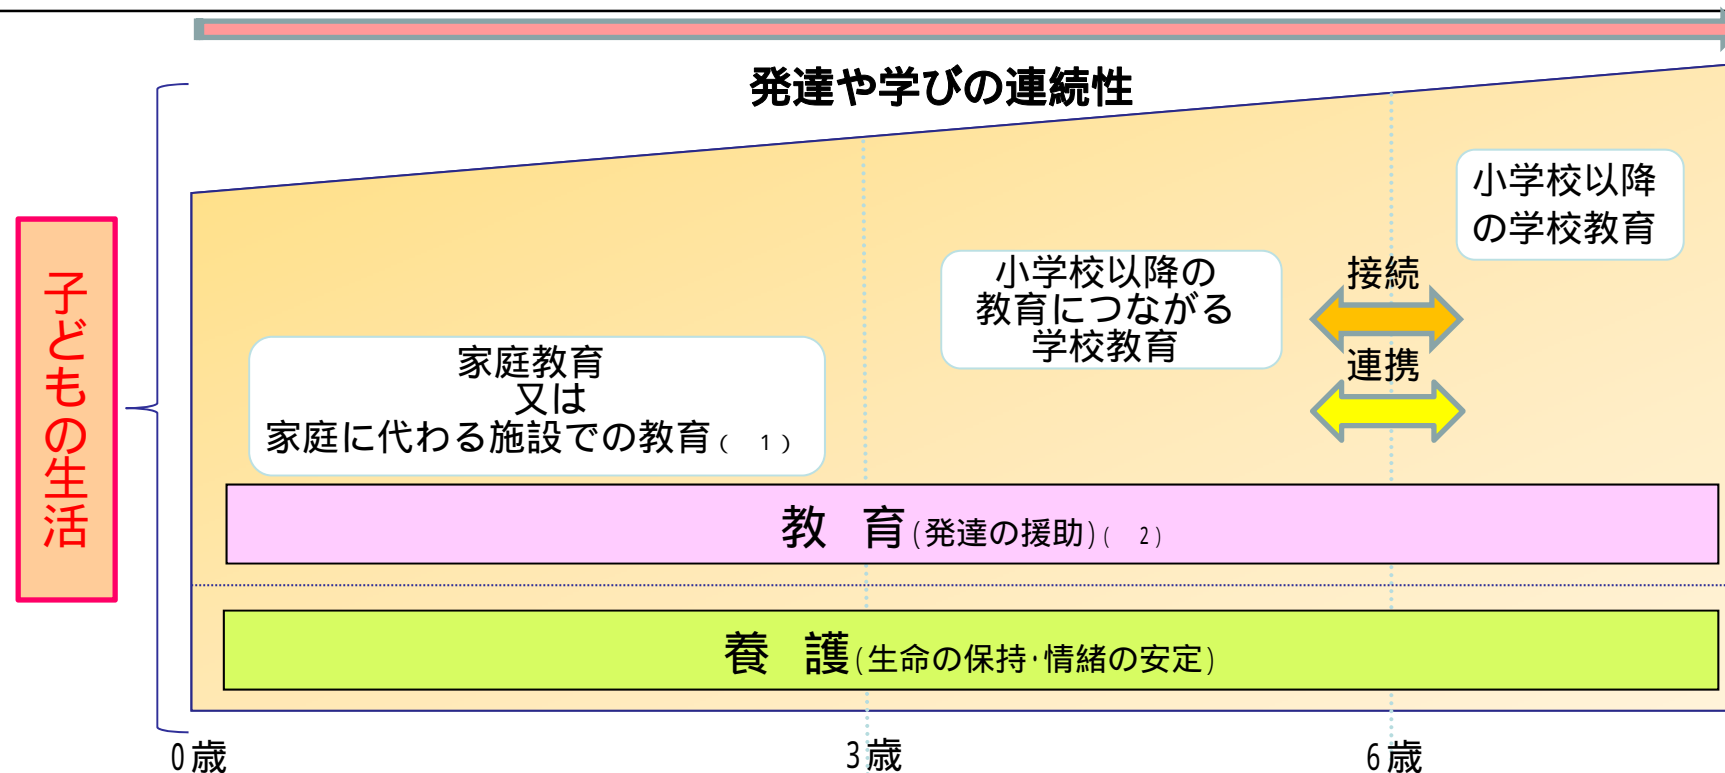 発達や学びの連続性
小学校以降
の学校教育
小学校以降の
教育につながる
学校教育
接続
連携
家庭教育
又は
家庭に代わる施設での教育( 1)
子どもの生活
教 育(発達の援助)( 2)
養 護(生命の保持・情緒の安定)
0歳
3歳
6歳